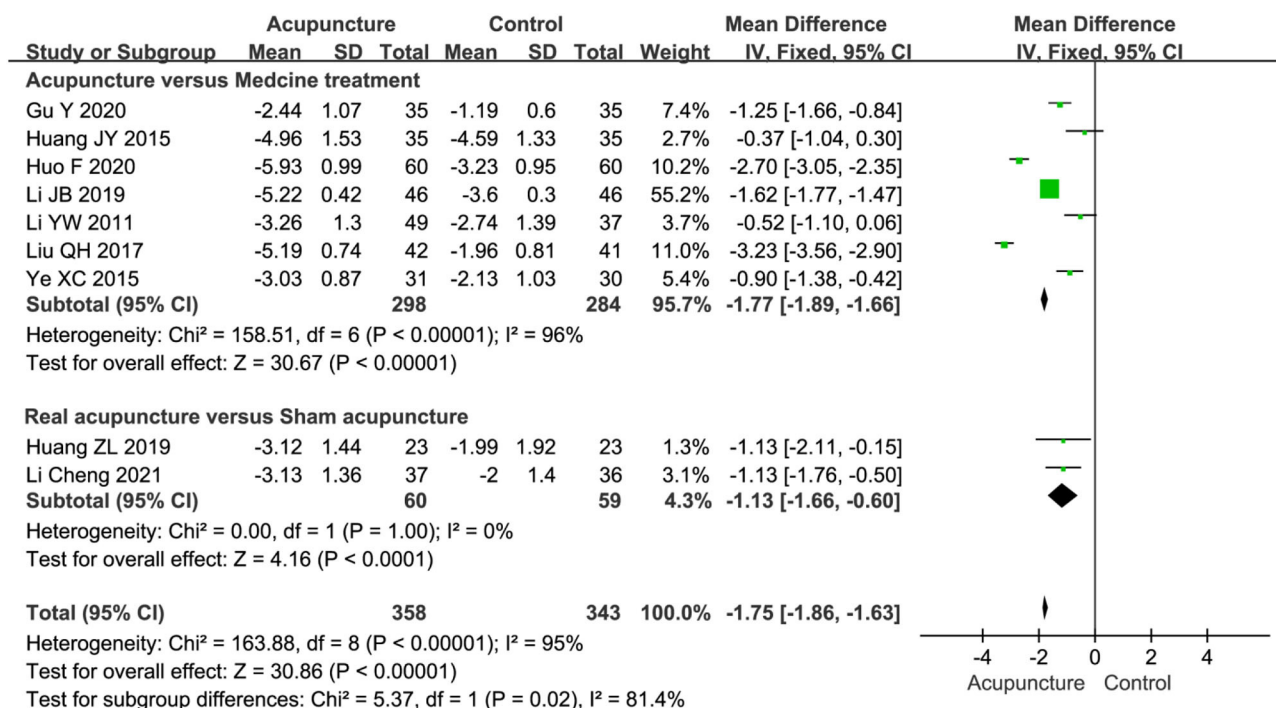 Acupuncture Control Mean Difference Mean Difference
Study or Subgroup Mean SD Total Mean SD Total Weight IV, Fixed, 95% CI IV, Fixed, 95% CI
Acupuncture versus Medcine treatment
Gu Y 2020 -2.44 1.07 35 -1.19 0.6 35 7.4% -1.25 [-1.66, -0.84]
Huang JY 2015 -4.96 1.53 35 -4.59 1.33 35 2.7% -0.37 [-1.04, 0.30]
Huo F 2020 -5.93 0.99 60 -3.23 0.95 60 10.2% -2.70 [-3.05, -2.35]
Li JB 2019 -5.22 0.42 46 -3.6 0.3 46 55.2% -1.62 [-1.77, -1.47]
Li YW 2011 -3.26 1.3 49 -2.74 1.39 37 3.7% -0.52 [-1.10, 0.06]
Liu QH 2017 -5.19 0.74 42 -1.96 0.81 41 11.0% -3.23 [-3.56, -2.90]
Ye XC 2015 -3.03 0.87 31 -2.13 1.03 30 5.4% -0.90 [-1.38, -0.42]
Subtotal (95% CI) 298 284 95.7% -1.77 [-1.89, -1.66]
Heterogeneity: Chi² = 158.51, df = 6 (P < 0.00001); I² = 96%
Test for overall effect: Z = 30.67 (P < 0.00001)
Real acupuncture versus Sham acupuncture
Huang ZL 2019 -3.12 1.44 23 -1.99 1.92 23 1.3% -1.13 [-2.11, -0.15]
Li Cheng 2021 -3.13 1.36 37 -2 1.4 36 3.1% -1.13 [-1.76, -0.50]
Subtotal (95% CI) 60 59 4.3% -1.13 [-1.66, -0.60]
Heterogeneity: Chi² = 0.00, df = 1 (P = 1.00); I² = 0%
Test for overall effect: Z = 4.16 (P < 0.0001)
Total (95% CI) 358 343 100.0% -1.75 [-1.86, -1.63]
Heterogeneity: Chi² = 163.88, df = 8 (P < 0.00001); I² = 95%
Test for overall effect: Z = 30.86 (P < 0.00001)
Test for subgroup differences: Chi² = 5.37, df = 1 (P = 0.02), I² = 81.4%
-4 -2 0 2 4
Acupuncture Control